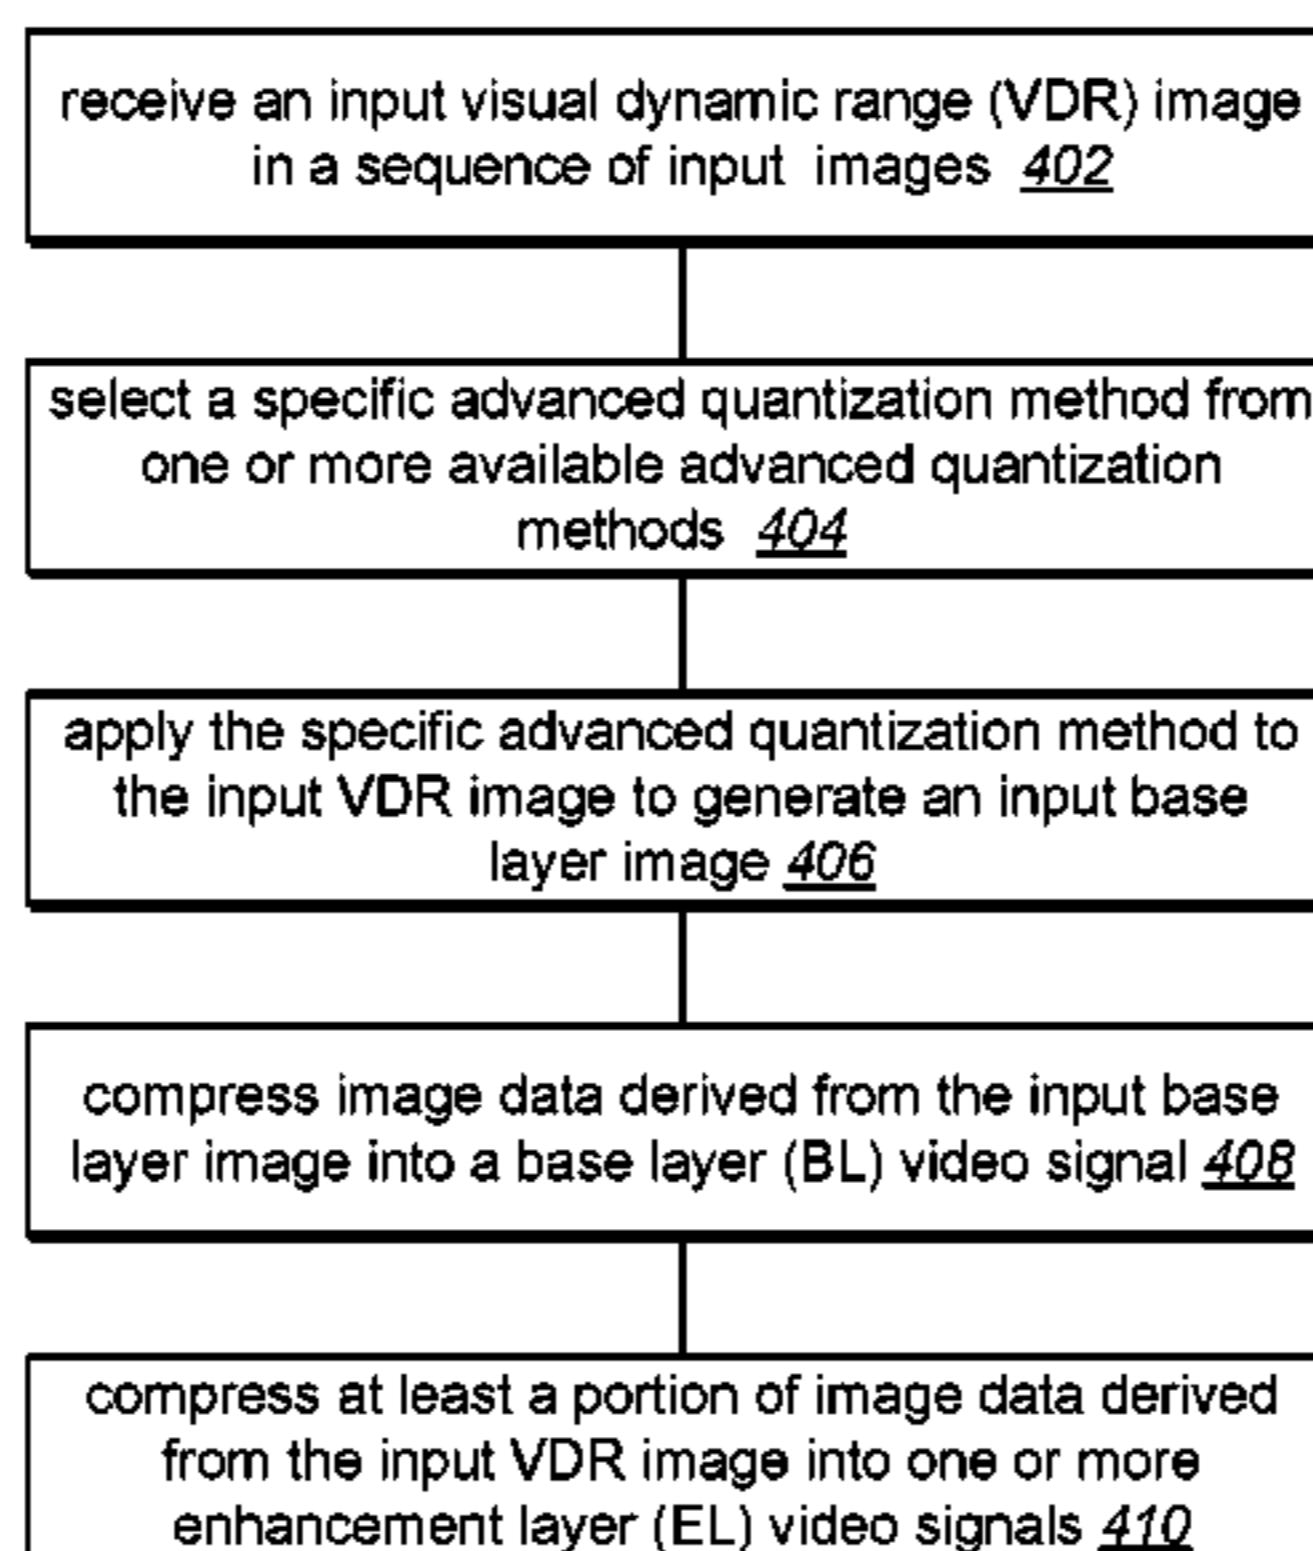 receive an input visual dynamic range (VDR) image
in a sequence of input images 402
select a specific advanced quantization method from
one or more available advanced quantization
methods 404
apply the specific advanced quantization method to
the input VDR image to generate an input base
layer image 406
compress image data derived from the input base
layer image into a base layer (BL) video signal 408
compress at least a portion of image data derived
from the input VDR image into one or more
enhancement layer (EL) video signals 410